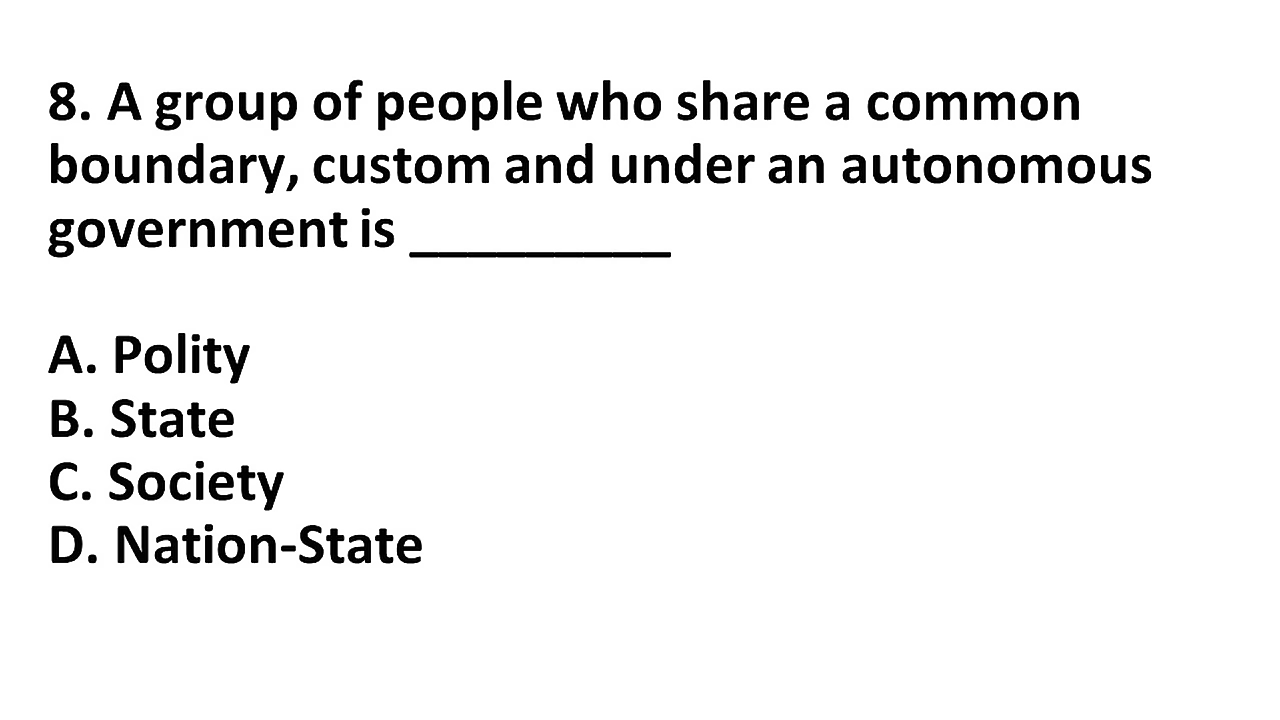 8. A group of people who share a common
boundary, custom and under an autonomous
government is _________
A. Polity
B. State
C. Society
D. Nation-State